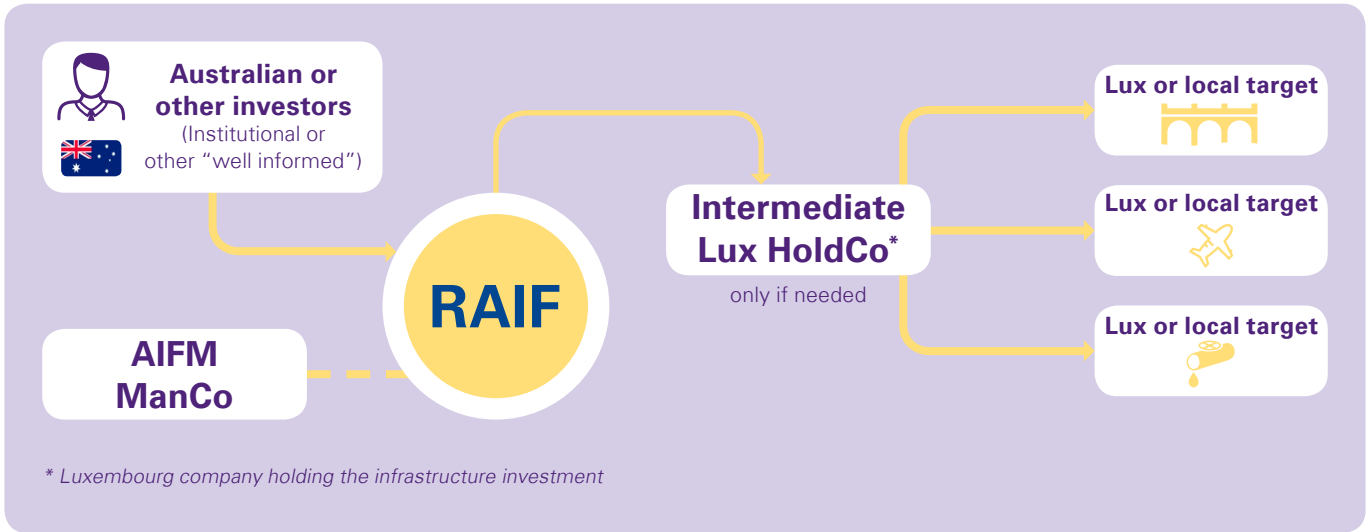 Australian or
other investors
(Institutional or
other “well informed”)
RAIF
AIFM
ManCo
Intermediate
Lux HoldCo*
only if needed
Lux or local target
Lux or local target
Lux or local target
* Luxembourg company holding the infrastructure investment